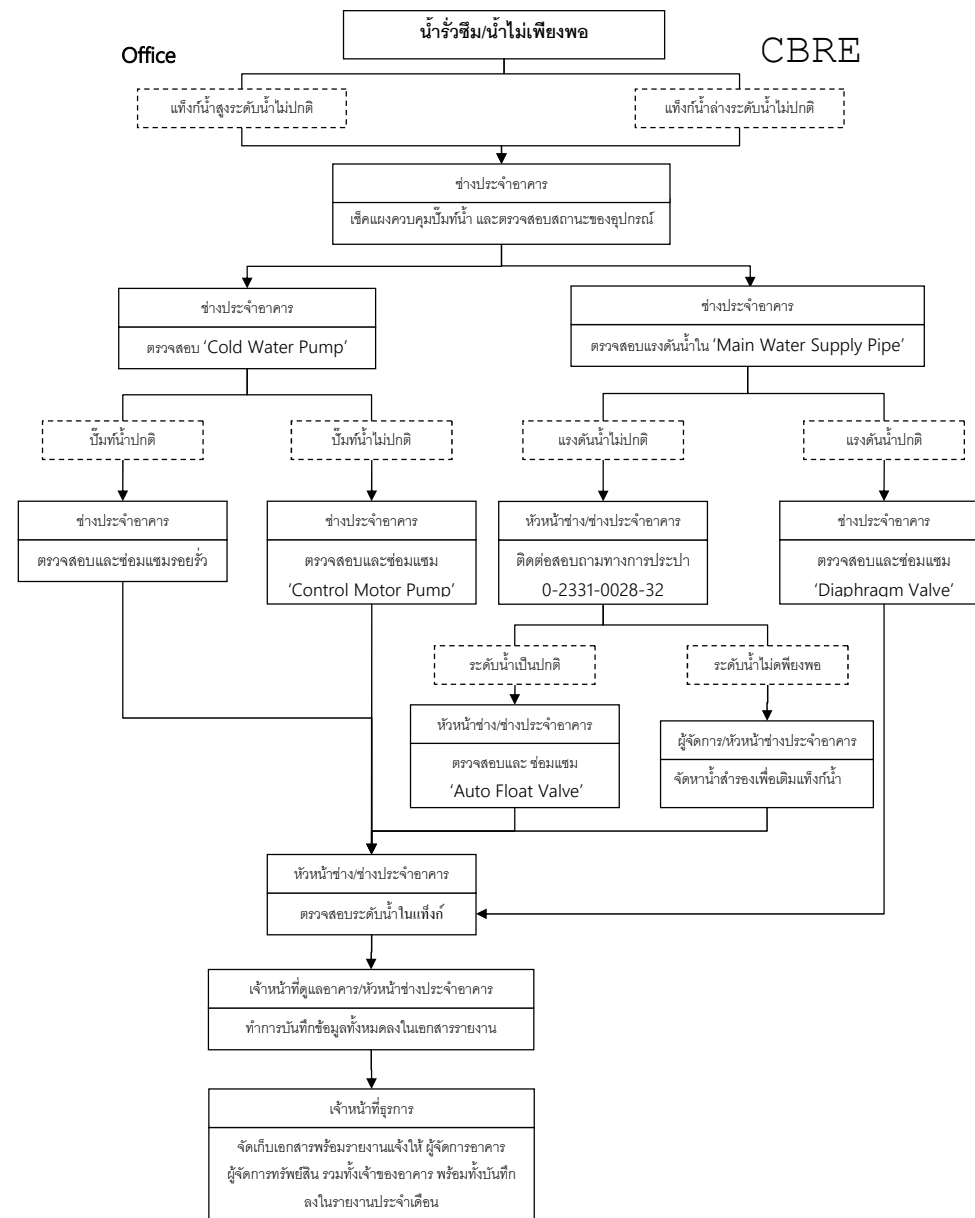 น้ำรั่วซึม/น้ำไม่เพียงพอ
Office
CBRE
แท็งก์น้ำสูงระดับน้ำไม่ปกติ
แท็งก์น้ำล่างระดับน้ำไม่ปกติ
ช่างประจำอาคาร
เช็คแผงควบคุมปั๊มท์น้ำ และตรวจสอบสถานะของอุปกรณ์
ช่างประจำอาคาร
ตรวจสอบ 'Cold Water Pump'
ช่างประจำอาคาร
ตรวจสอบแรงดันน้ำใน 'Main Water Supply Pipe'
ปั๊มท์น้ำปกติ
ปั๊มท์น้ำไม่ปกติ
แรงดันน้ำไม่ปกติ
แรงดันน้ำปกติ
ช่างประจำอาคาร
ตรวจสอบและซ่อมแซมรอยรั่ว
ช่างประจำอาคาร
ตรวจสอบและซ่อมแซม
'Control Motor Pump'
หัวหน้าช่าง/ช่างประจำอาคาร
ติดต่อสอบถามทางการประปา
0-2331-0028-32
ช่างประจำอาคาร
ตรวจสอบและซ่อมแซม
'Diaphragm Valve'
ระดับน้ำเป็นปกติ
ระดับน้ำไม่ดพียงพอ
หัวหน้าช่าง/ช่างประจำอาคาร
ตรวจสอบและ ซ่อมแซม
'Auto Float Valve'
ผู้จัดการ/หัวหน้าช่างประจำอาคาร
จัดหาน้ำสำรองเพื่อเติมแท็งก์น้ำ
หัวหน้าช่าง/ช่างประจำอาคาร
ตรวจสอบระดับน้ำในแท็งก์
เจ้าหน้าที่ดูแลอาคาร/หัวหน้าช่างประจำอาคาร
ทำการบันทึกข้อมูลทั้งหมดลงในเอกสารรายงาน
เจ้าหน้าที่ธุรการ
จัดเก็บเอกสารพร้อมรายงานแจ้งให้ ผู้จัดการอาคาร
ผู้จัดการทรัพย์สิน รวมทั้งเจ้าของอาคาร พร้อมทั้งบันทึก
ลงในรายงานประจำเดือน